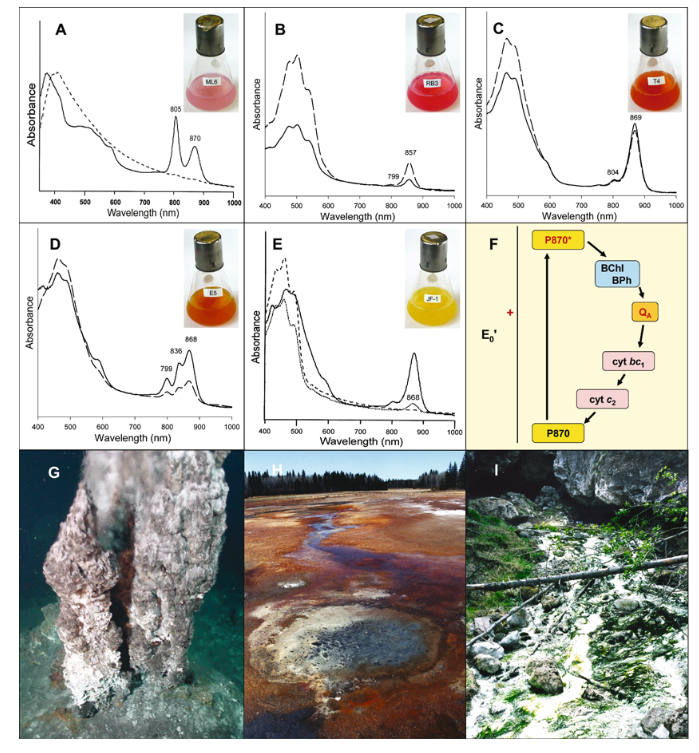 A
ML6
Absorbance
805
870
400 500 600 700 800 900 1000
Wavelength (nm)
B
RB3
Absorbance
857
799
400 500 600 700 800 900 1000
Wavelength (nm)
C
T4
Absorbance
869
804
400 500 600 700 800 900 1000
Wavelength (nm)
D
E5
Absorbance
868
836
799
400 500 600 700 800 900 1000
Wavelength (nm)
E
JF-1
Absorbance
868
400 500 600 700 800 900 1000
Wavelength (nm)
F
P870*
BChl
BPh
+
QA
E0'
cyt bc1
cyt c2
P870
G
H
I